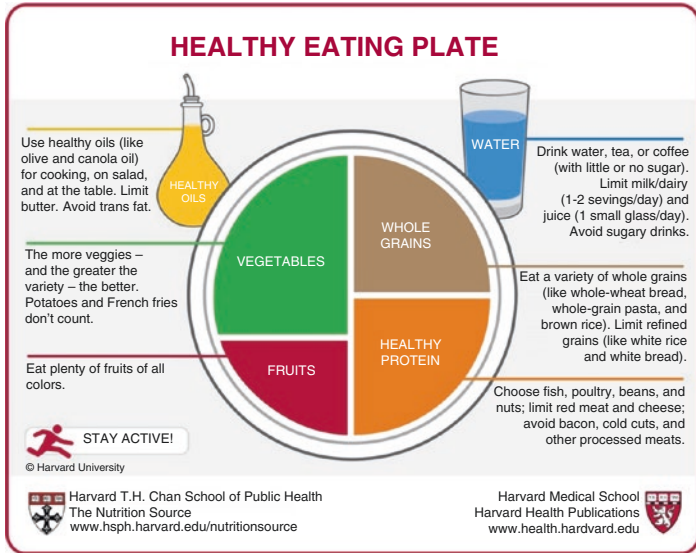 HEALTHY EATING PLATE
Use healthy oils (like
olive and canola oil)
for cooking, on salad,
and at the table. Limit
butter. Avoid trans fat.
HEALTHY
OILS
WATER
Drink water, tea, or coffee
(with little or no sugar).
Limit milk/dairy
(1-2 sevings/day) and
juice (1 small glass/day).
Avoid sugary drinks.
The more veggies –
and the greater the
variety – the better.
Potatoes and French fries
don't count.
VEGETABLES
WHOLE
GRAINS
Eat a variety of whole grains
(like whole-wheat bread,
whole-grain pasta, and
brown rice). Limit refined
grains (like white rice
and white bread).
Eat plenty of fruits of all
colors.
FRUITS
HEALTHY
PROTEIN
Choose fish, poultry, beans, and
nuts; limit red meat and cheese;
avoid bacon, cold cuts, and
other processed meats.
STAY ACTIVE!
© Harvard University
Harvard T.H. Chan School of Public Health
The Nutrition Source
www.hsph.harvard.edu/nutritionsource
Harvard Medical School
Harvard Health Publications
www.health.hardvard.edu